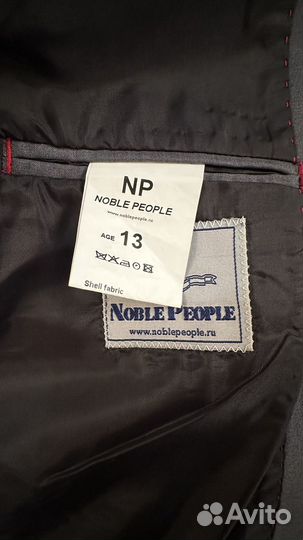 NP
NOBLE PEOPLE
www.noblepeople.ru
AGE 13
Shell fabric
NOBLE PEOPLE
www.noblepeople.ru
Avito